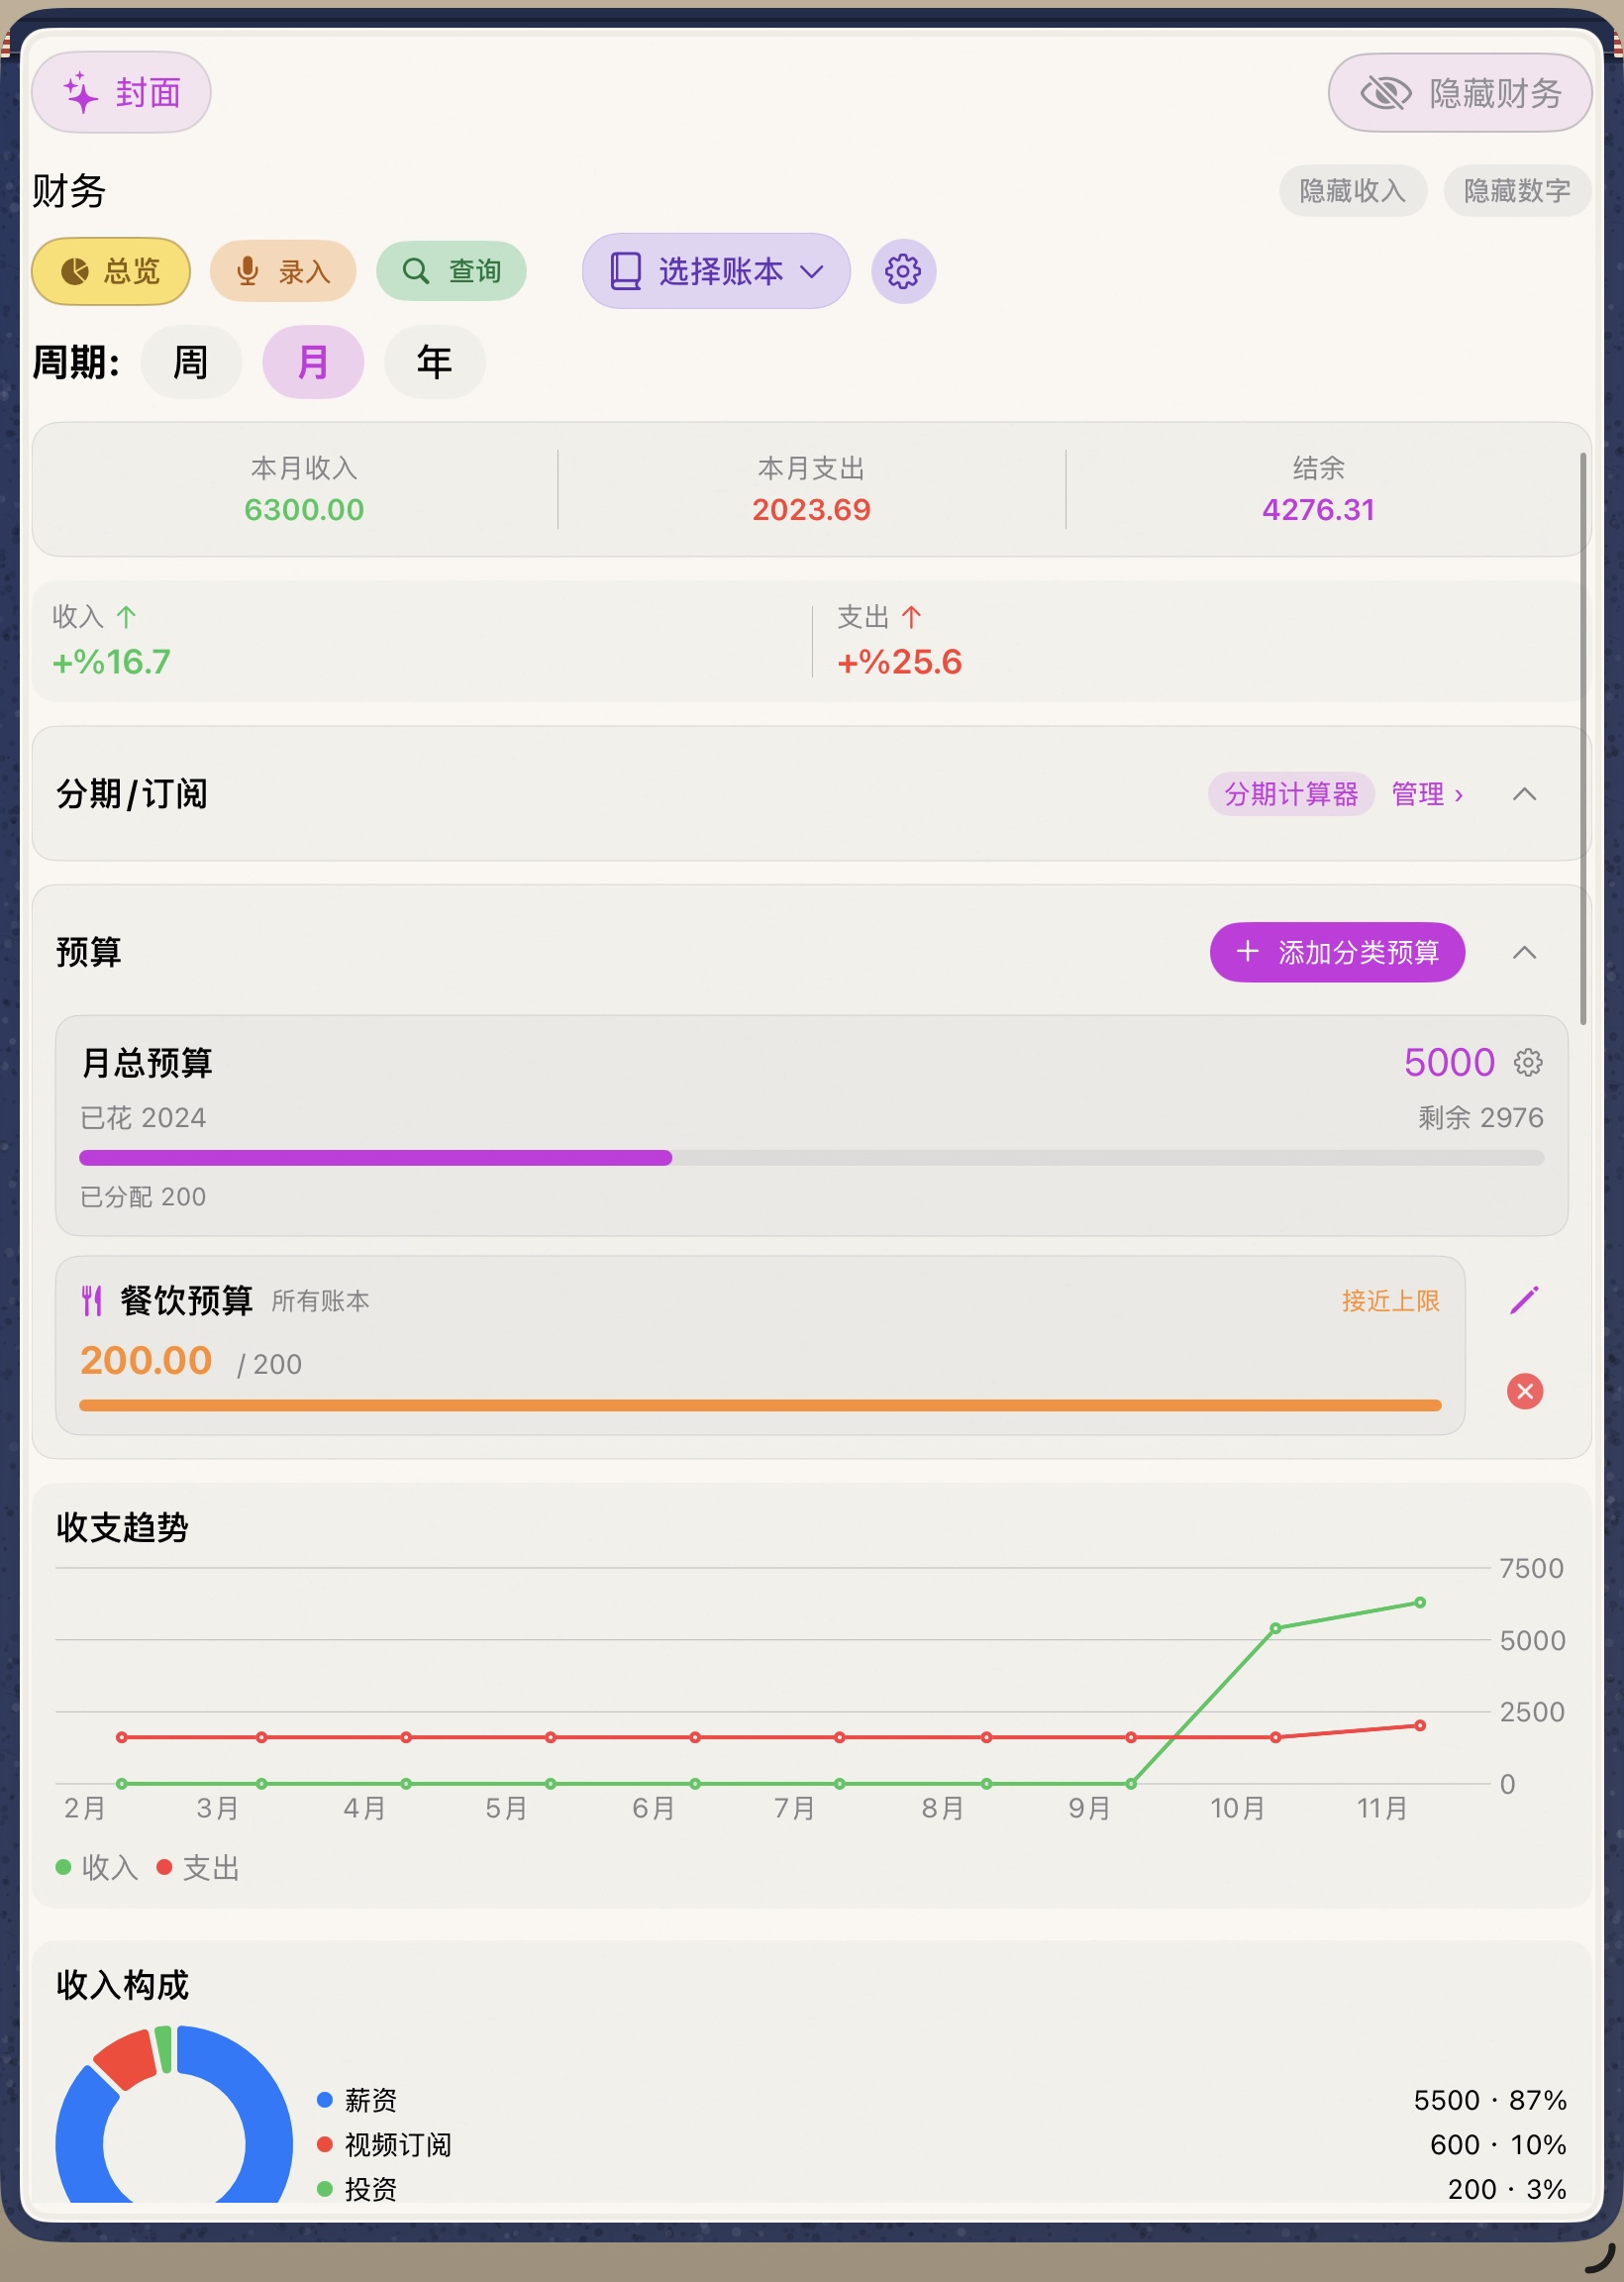 封面
隐藏财务
财务
隐藏收入 隐藏数字
总览 录入 查询 选择账本
周期: 周 月 年
本月收入 本月支出 结余
6300.00 2023.69 4276.31
收入 支出
+%16.7 +%25.6
分期/订阅 分期计算器 管理 ›
预算 + 添加分类预算
月总预算 5000
已花 2024 剩余 2976
已分配 200
餐饮预算 所有账本 接近上限
200.00 / 200
收支趋势
7500
5000
2500
0
2月 3月 4月 5月 6月 7月 8月 9月 10月 11月
收入 支出
收入构成
薪资 5500 · 87%
视频订阅 600 · 10%
投资 200 · 3%